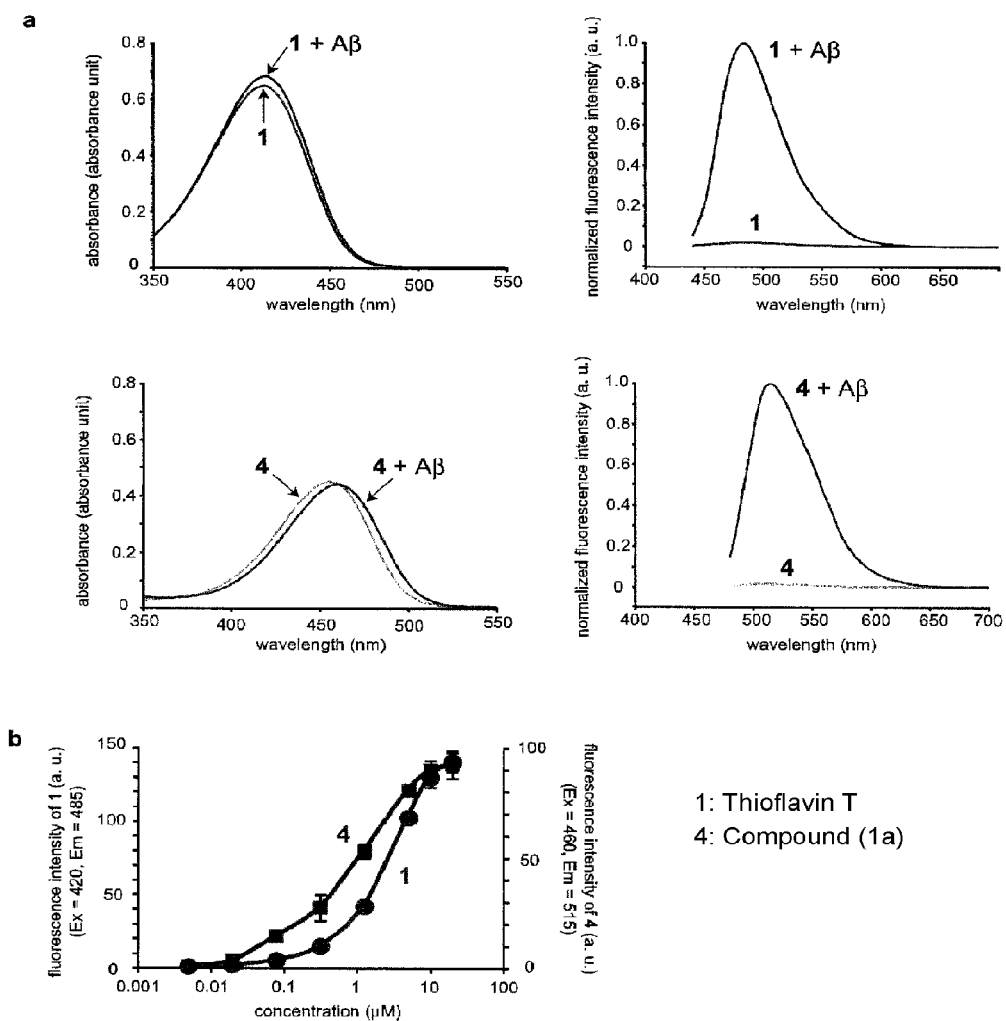 a
absorbance (absorbance unit)
0.8
0.6
0.4
0.2
0
350 400 450 500 550
wavelength (nm)
1 + Aβ
1
normalized fluorescence intensity (a. u.)
1.0
0.8
0.6
0.4
0.2
0
400 450 500 550 600 650
wavelength (nm)
1 + Aβ
1
absorbance (absorbance unit)
0.8
0.6
0.4
0.2
0
350 400 450 500 550
wavelength (nm)
4
4 + Aβ
normalized fluorescence intensity (a. u.)
1.0
0.8
0.6
0.4
0.2
0
400 450 500 550 600 650 700
wavelength (nm)
4 + Aβ
4
b
fluorescence intensity of 1 (a. u.)
(Ex = 420, Em = 485)
150
100
50
0
0.001 0.01 0.1 1 10 100
concentration (μM)
4
1
100
50
0
fluorescence intensity of 4 (a. u.)
(Ex = 460, Em = 515)
1: Thioflavin T
4: Compound (1a)